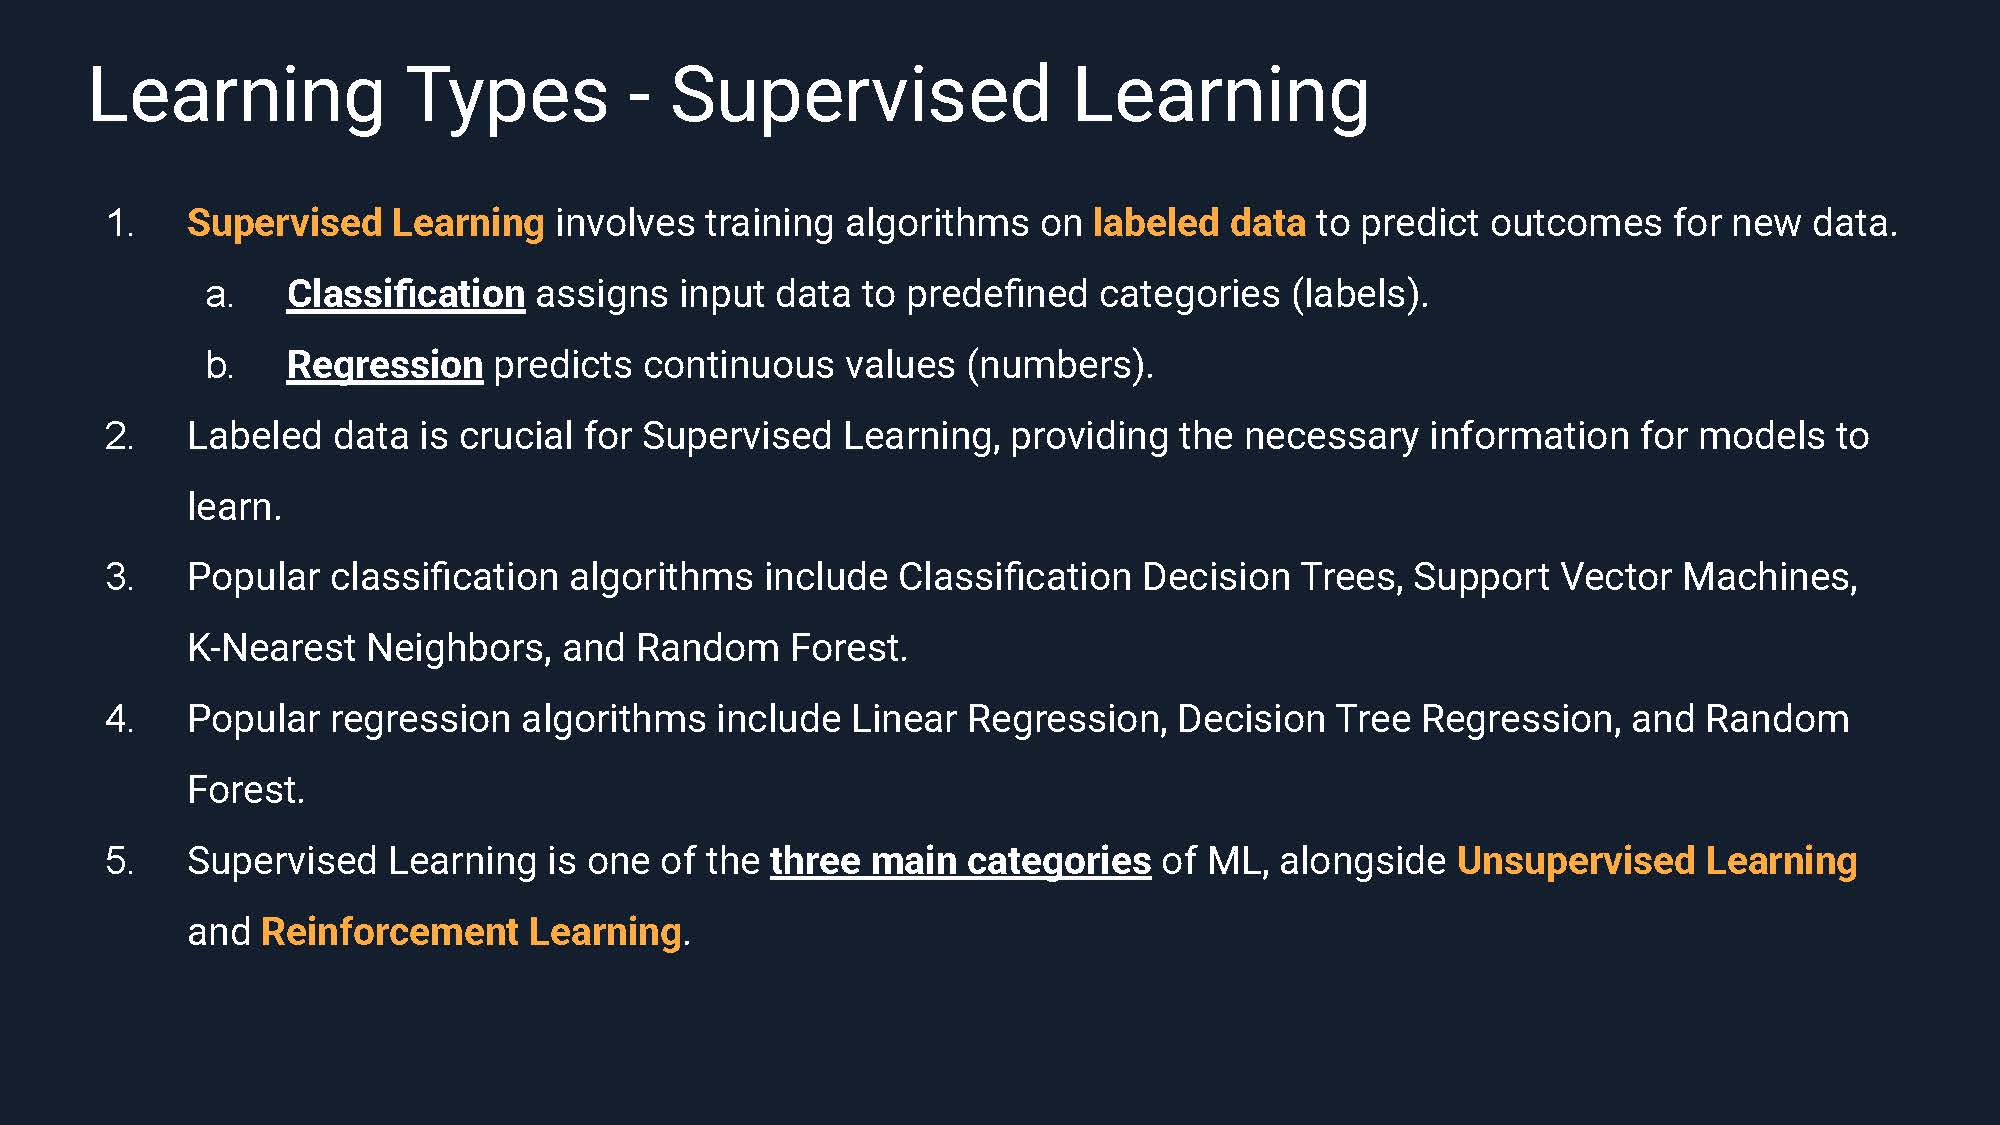 Learning Types - Supervised Learning
1. Supervised Learning involves training algorithms on labeled data to predict outcomes for new data.
a. Classification assigns input data to predefined categories (labels).
b. Regression predicts continuous values (numbers).
2. Labeled data is crucial for Supervised Learning, providing the necessary information for models to
learn.
3. Popular classification algorithms include Classification Decision Trees, Support Vector Machines,
K-Nearest Neighbors, and Random Forest.
4. Popular regression algorithms include Linear Regression, Decision Tree Regression, and Random
Forest.
5. Supervised Learning is one of the three main categories of ML, alongside Unsupervised Learning
and Reinforcement Learning.